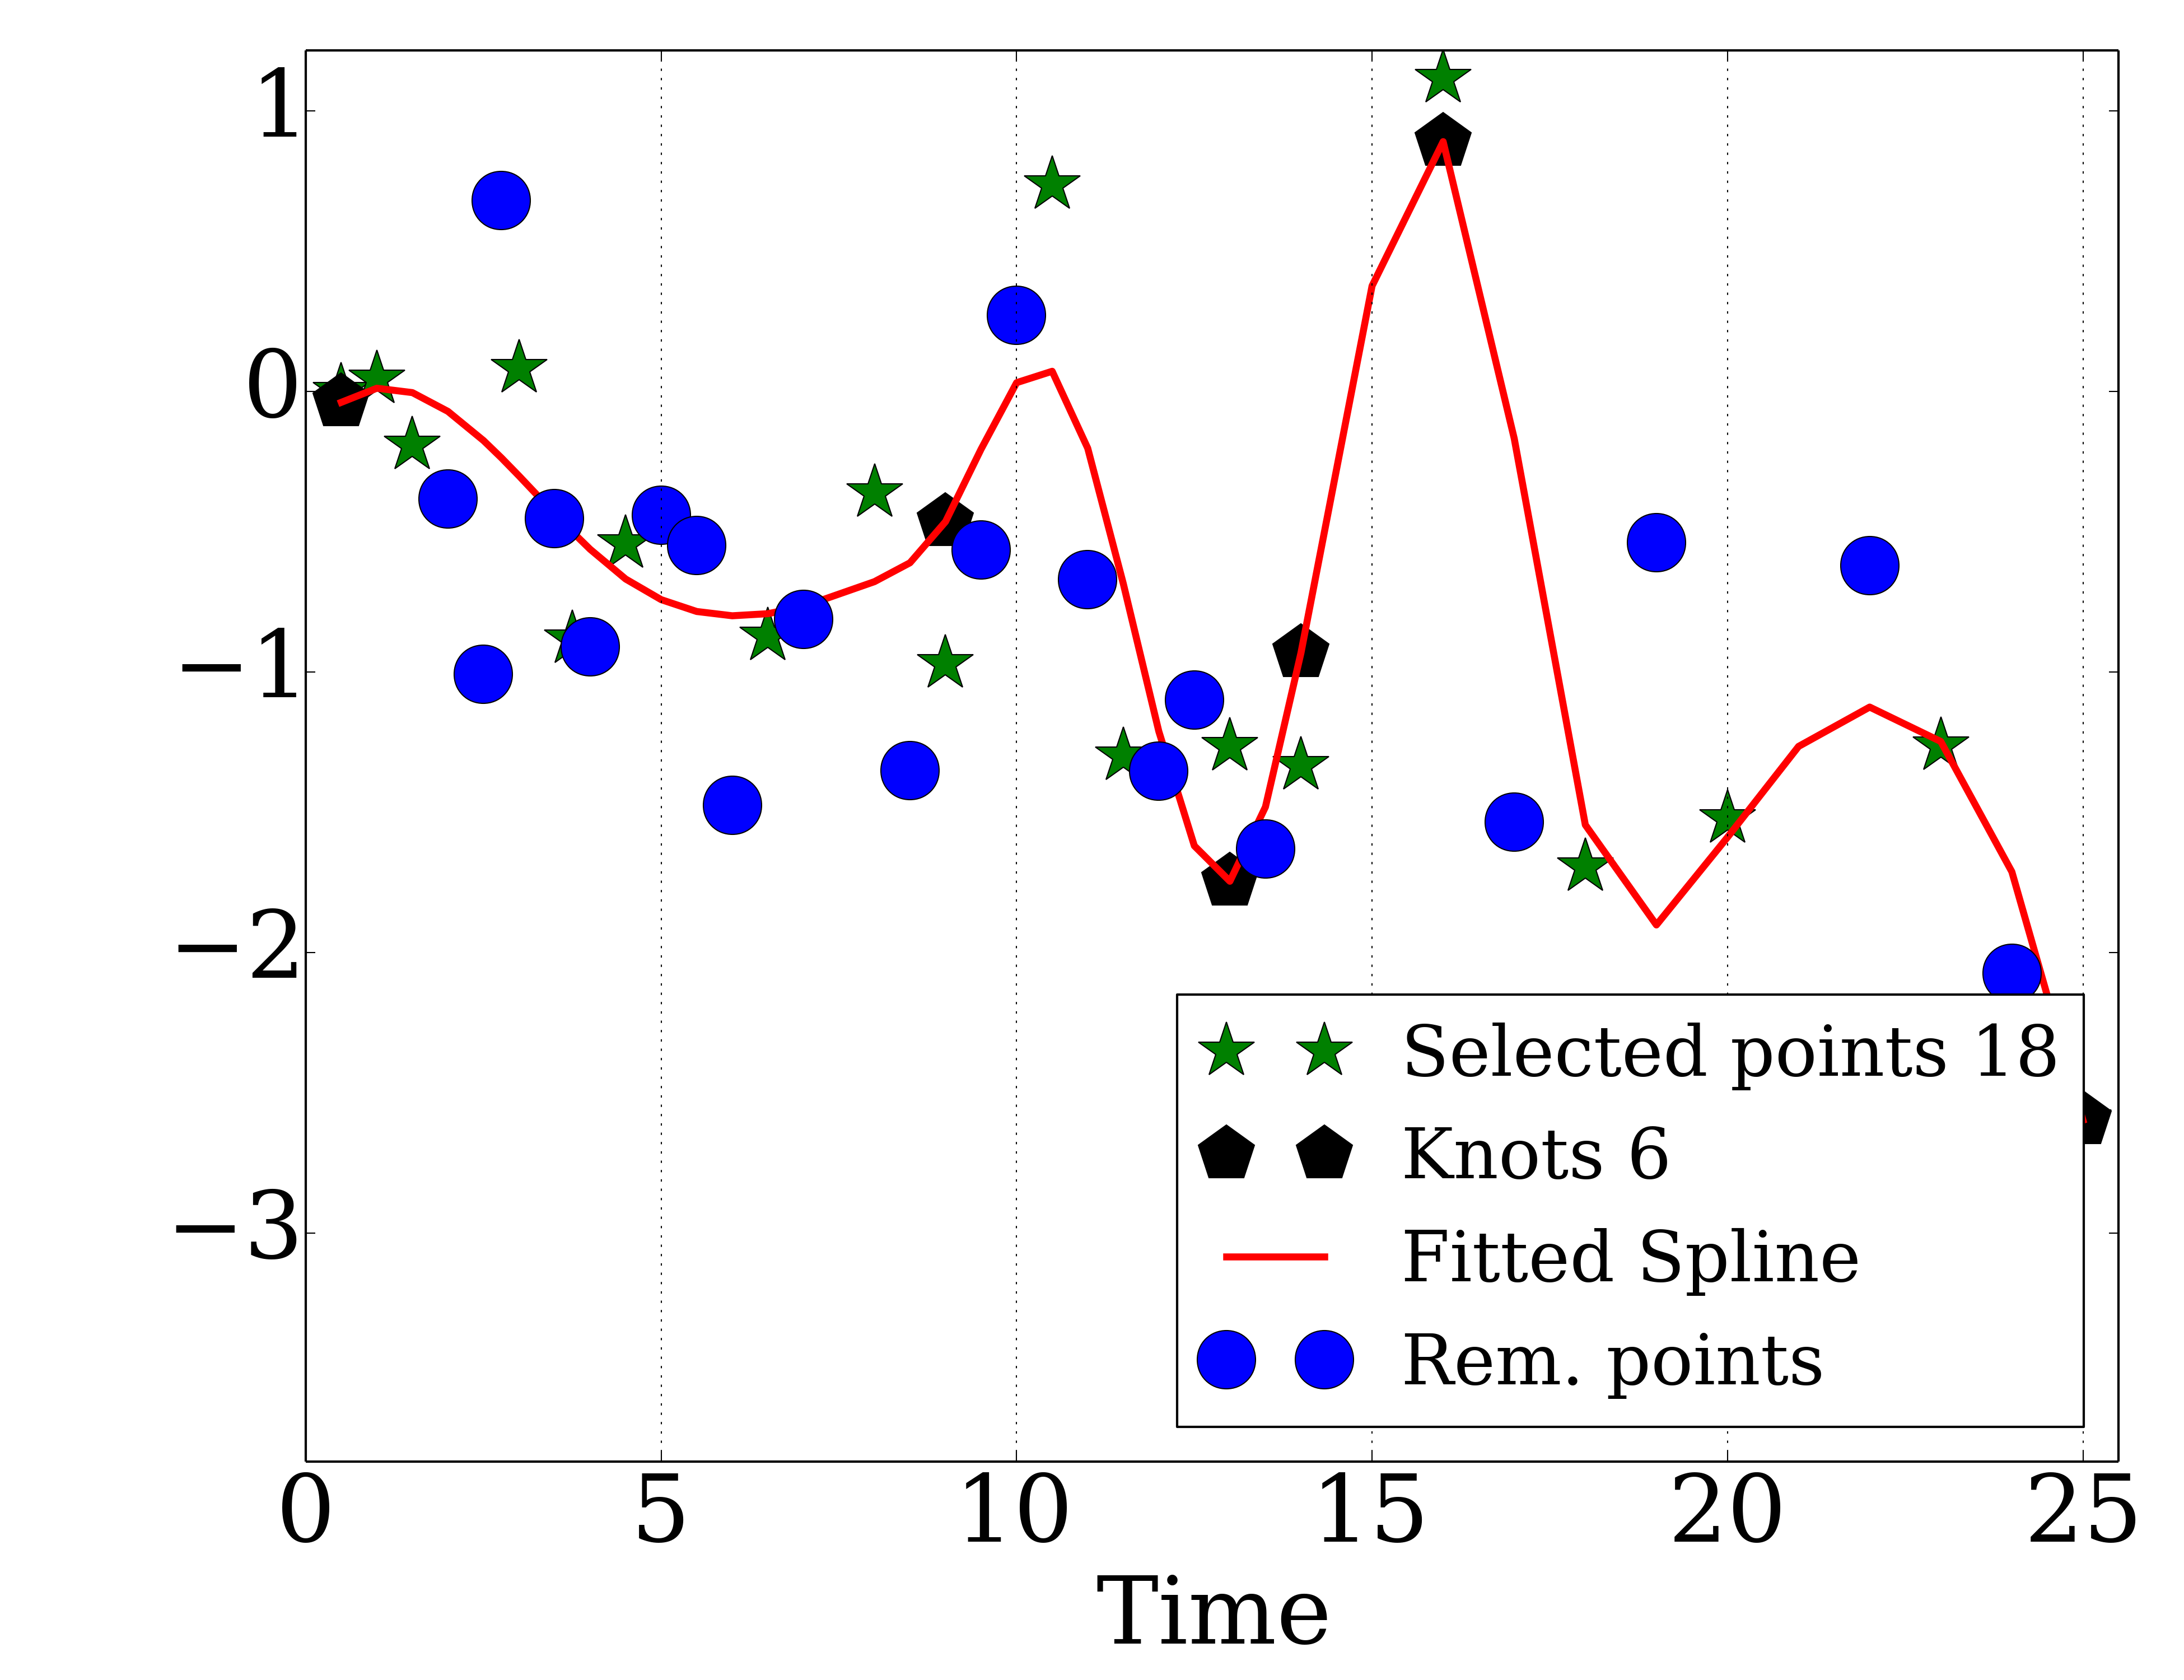 1
0
−1
−2
−3
Selected points 18
Knots 6
Fitted Spline
Rem. points
0 5 10 15 20 25
Time